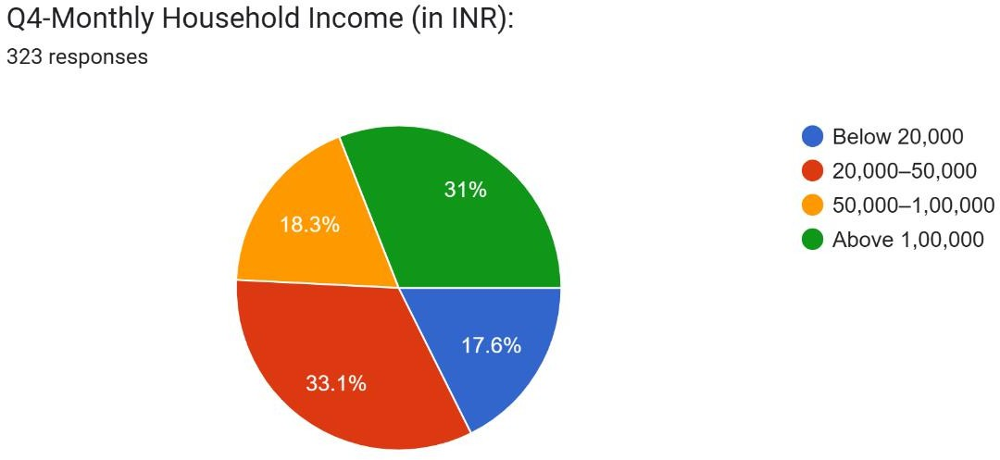 Q4-Monthly Household Income (in INR):
323 responses
Below 20,000
20,000–50,000
50,000–1,00,000
Above 1,00,000
31%
18.3%
17.6%
33.1%